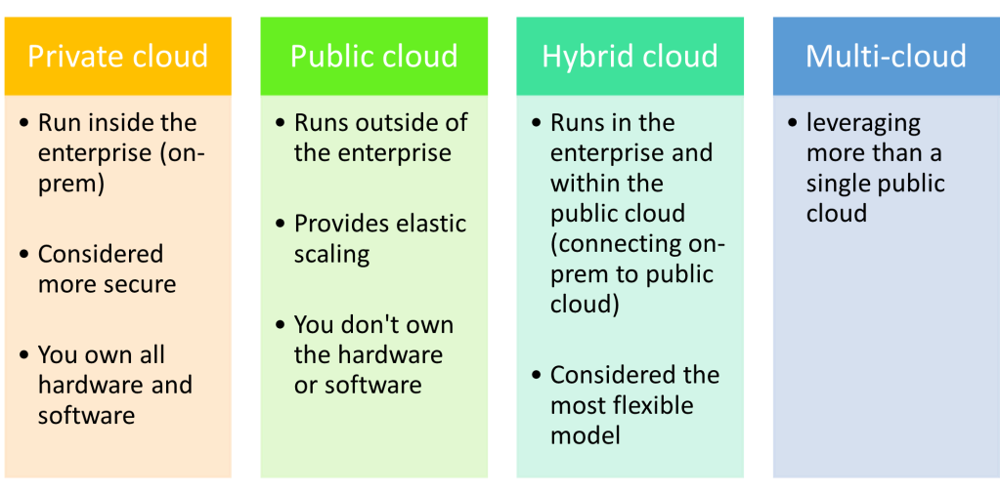 Private cloud
• Run inside the
enterprise (on-
prem)
• Considered
more secure
• You own all
hardware and
software
Public cloud
• Runs outside of
the enterprise
• Provides elastic
scaling
• You don't own
the hardware
or software
Hybrid cloud
• Runs in the
enterprise and
within the
public cloud
(connecting on-
prem to public
cloud)
• Considered the
most flexible
model
Multi-cloud
• leveraging
more than a
single public
cloud